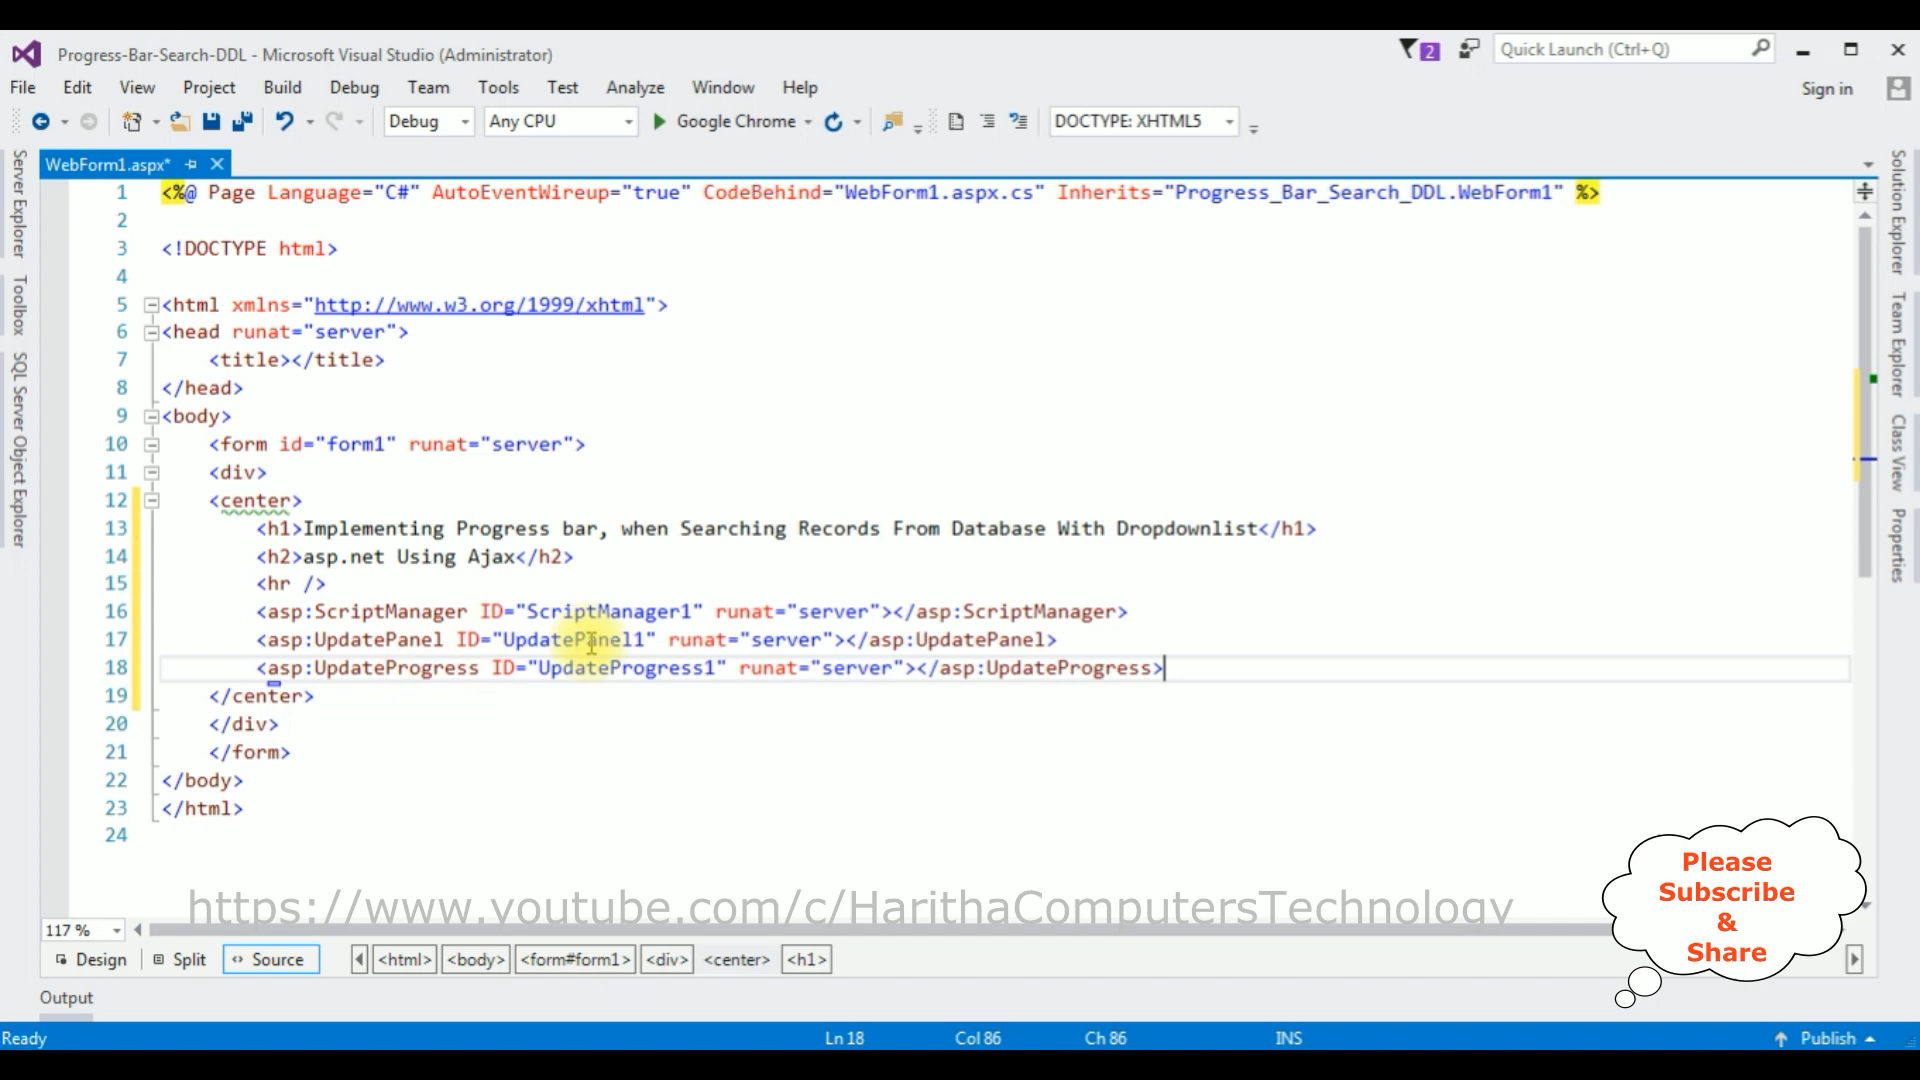 Progress-Bar-Search-DDL - Microsoft Visual Studio (Administrator)
2
Quick Launch (Ctrl+Q)
File Edit View Project Build Debug Team Tools Test Analyze Window Help
Sign in
Debug Any CPU Google Chrome DOCTYPE: XHTML5
WebForm1.aspx*
Server Explorer
Toolbox
SQL Server Object Explorer
Solution Explorer
Team Explorer
Class View
Properties
1 <%@ Page Language="C#" AutoEventWireup="true" CodeBehind="WebForm1.aspx.cs" Inherits="Progress_Bar_Search_DDL.WebForm1" %>
2
3 <!DOCTYPE html>
4
5 <html xmlns="http://www.w3.org/1999/xhtml">
6 <head runat="server">
7 <title></title>
8 </head>
9 <body>
10 <form id="form1" runat="server">
11 <div>
12 <center>
13 <h1>Implementing Progress bar, when Searching Records From Database With Dropdownlist</h1>
14 <h2>asp.net Using Ajax</h2>
15 <hr />
16 <asp:ScriptManager ID="ScriptManager1" runat="server"></asp:ScriptManager>
17 <asp:UpdatePanel ID="UpdatePanel1" runat="server"></asp:UpdatePanel>
18 <asp:UpdateProgress ID="UpdateProgress1" runat="server"></asp:UpdateProgress>
19 </center>
20 </div>
21 </form>
22 </body>
23 </html>
24
https://www.youtube.com/c/HarithaComputersTechnology
Please
Subscribe
&
Share
117 %
Design Split Source <html> <body> <form#form1> <div> <center> <h1>
Output
Ready Ln 18 Col 86 Ch 86 INS Publish